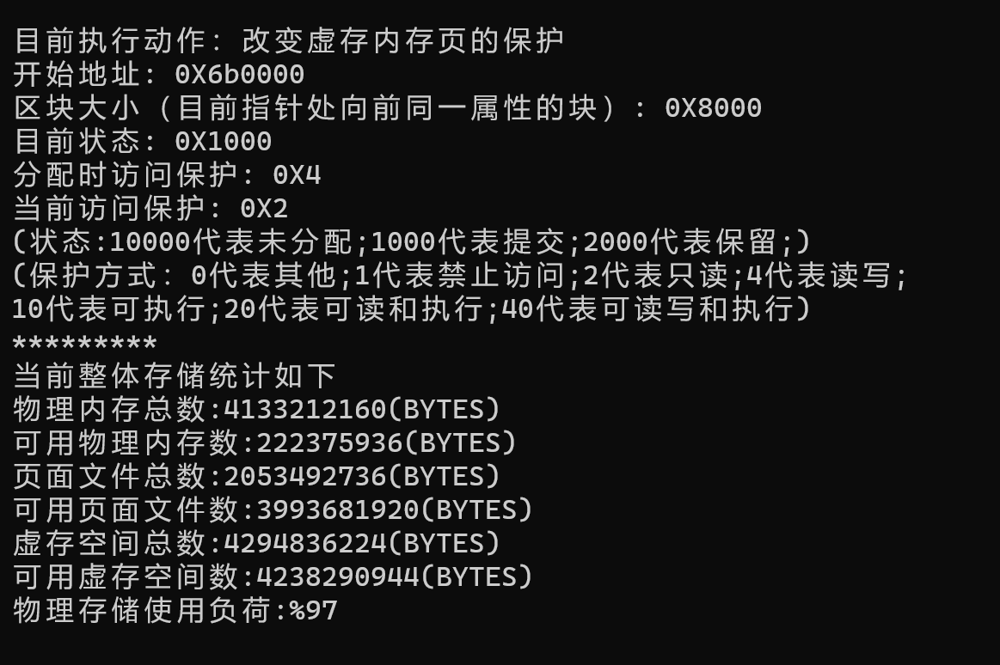 目前执行动作: 改变虚存内存页的保护
开始地址: 0X6b0000
区块大小（目前指针处向前同一属性的块）: 0X8000
目前状态: 0X1000
分配时访问保护: 0X4
当前访问保护: 0X2
(状态:10000代表未分配;1000代表提交;2000代表保留;)
(保护方式: 0代表其他;1代表禁止访问;2代表只读;4代表读写;
10代表可执行;20代表可读和执行;40代表可读写和执行)
*********
当前整体存储统计如下
物理内存总数:4133212160(BYTES)
可用物理内存数:222375936(BYTES)
页面文件总数:2053492736(BYTES)
可用页面文件数:3993681920(BYTES)
虚存空间总数:4294836224(BYTES)
可用虚存空间数:4238290944(BYTES)
物理存储使用负荷:%97